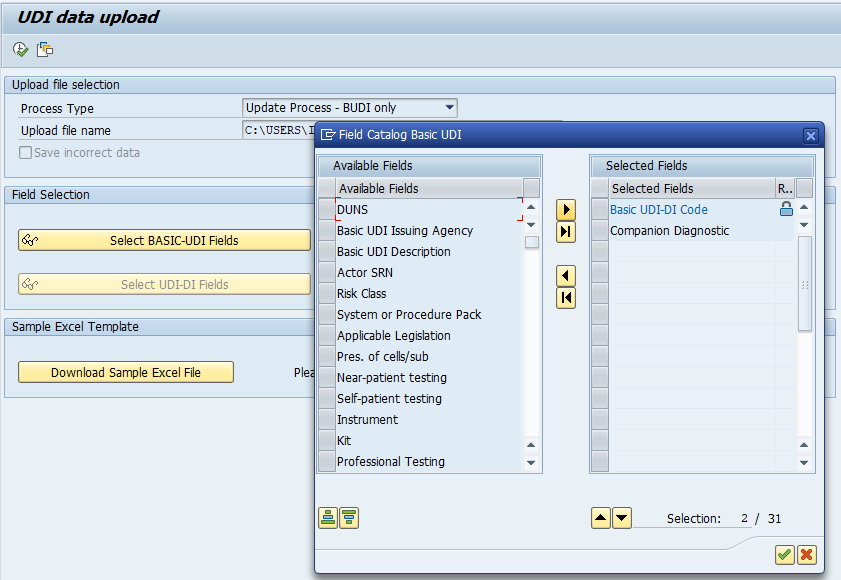 UDI data upload
Upload file selection
Process Type
Update Process - BUDI only
Upload file name
C:\USERS\
Save incorrect data
Field Selection
Select BASIC-UDI Fields
Select UDI-DI Fields
Sample Excel Template
Download Sample Excel File
Field Catalog Basic UDI
Available Fields
Available Fields
DUNS
Basic UDI Issuing Agency
Basic UDI Description
Actor SRN
Risk Class
System or Procedure Pack
Applicable Legislation
Pres. of cells/sub
Near-patient testing
Self-patient testing
Instrument
Kit
Professional Testing
Selected Fields
Selected Fields R..
Basic UDI-DI Code
Companion Diagnostic
Selection: 2 / 31